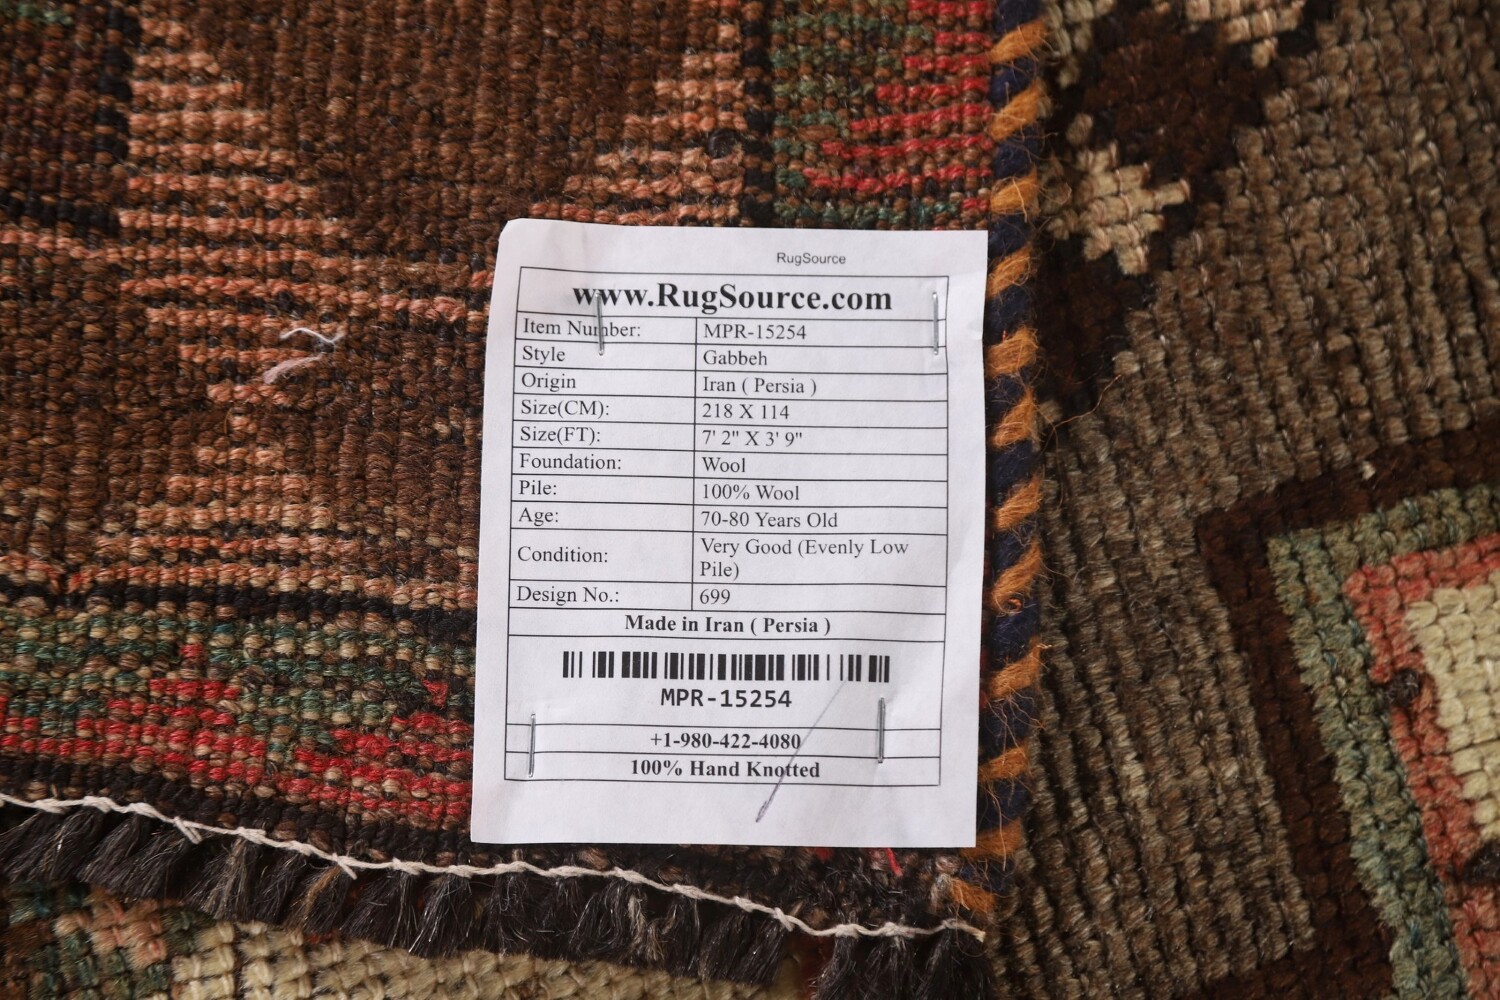 RugSource
www.RugSource.com
Item Number: MPR-15254
Style Gabbeh
Origin Iran ( Persia )
Size(CM): 218 X 114
Size(FT): 7' 2" X 3' 9"
Foundation: Wool
Pile: 100% Wool
Age: 70-80 Years Old
Condition: Very Good (Evenly Low
Pile)
Design No.: 699
Made in Iran ( Persia )
MPR-15254
+1-980-422-4080
100% Hand Knotted